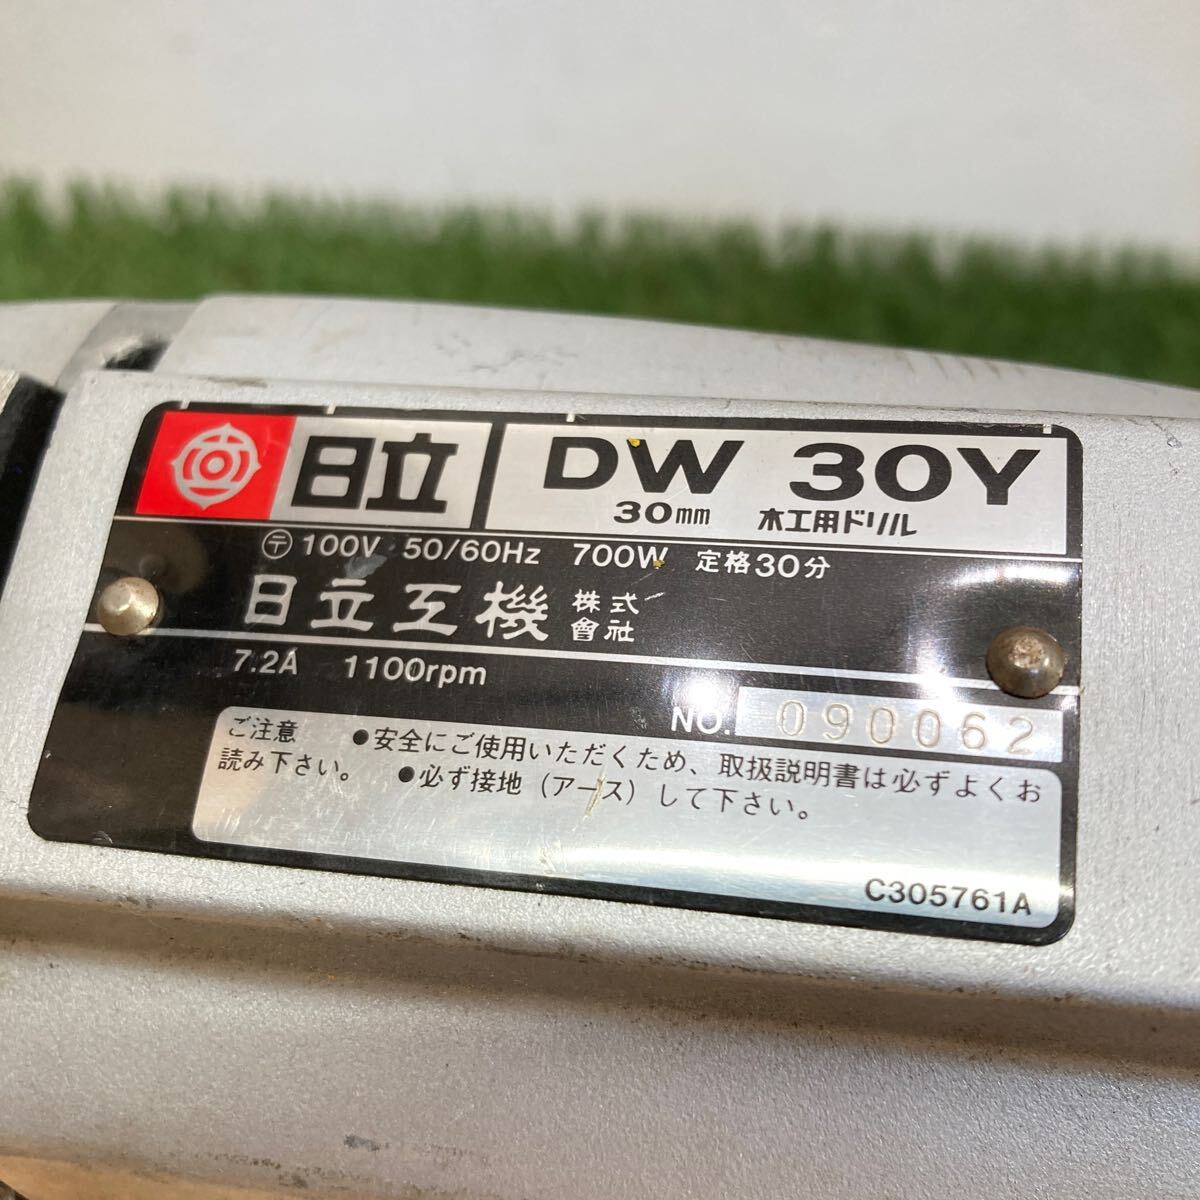 日立
DW 30Y
30mm 木工用ドリル
〒 100V 50/60Hz 700W 定格30分
日立工機 株式會社
7.2A 1100rpm
NO. 090062
ご注意 ●安全にご使用いただくため、取扱説明書は必ずよくお
読み下さい。 ●必ず接地(アース)して下さい。
C305761A